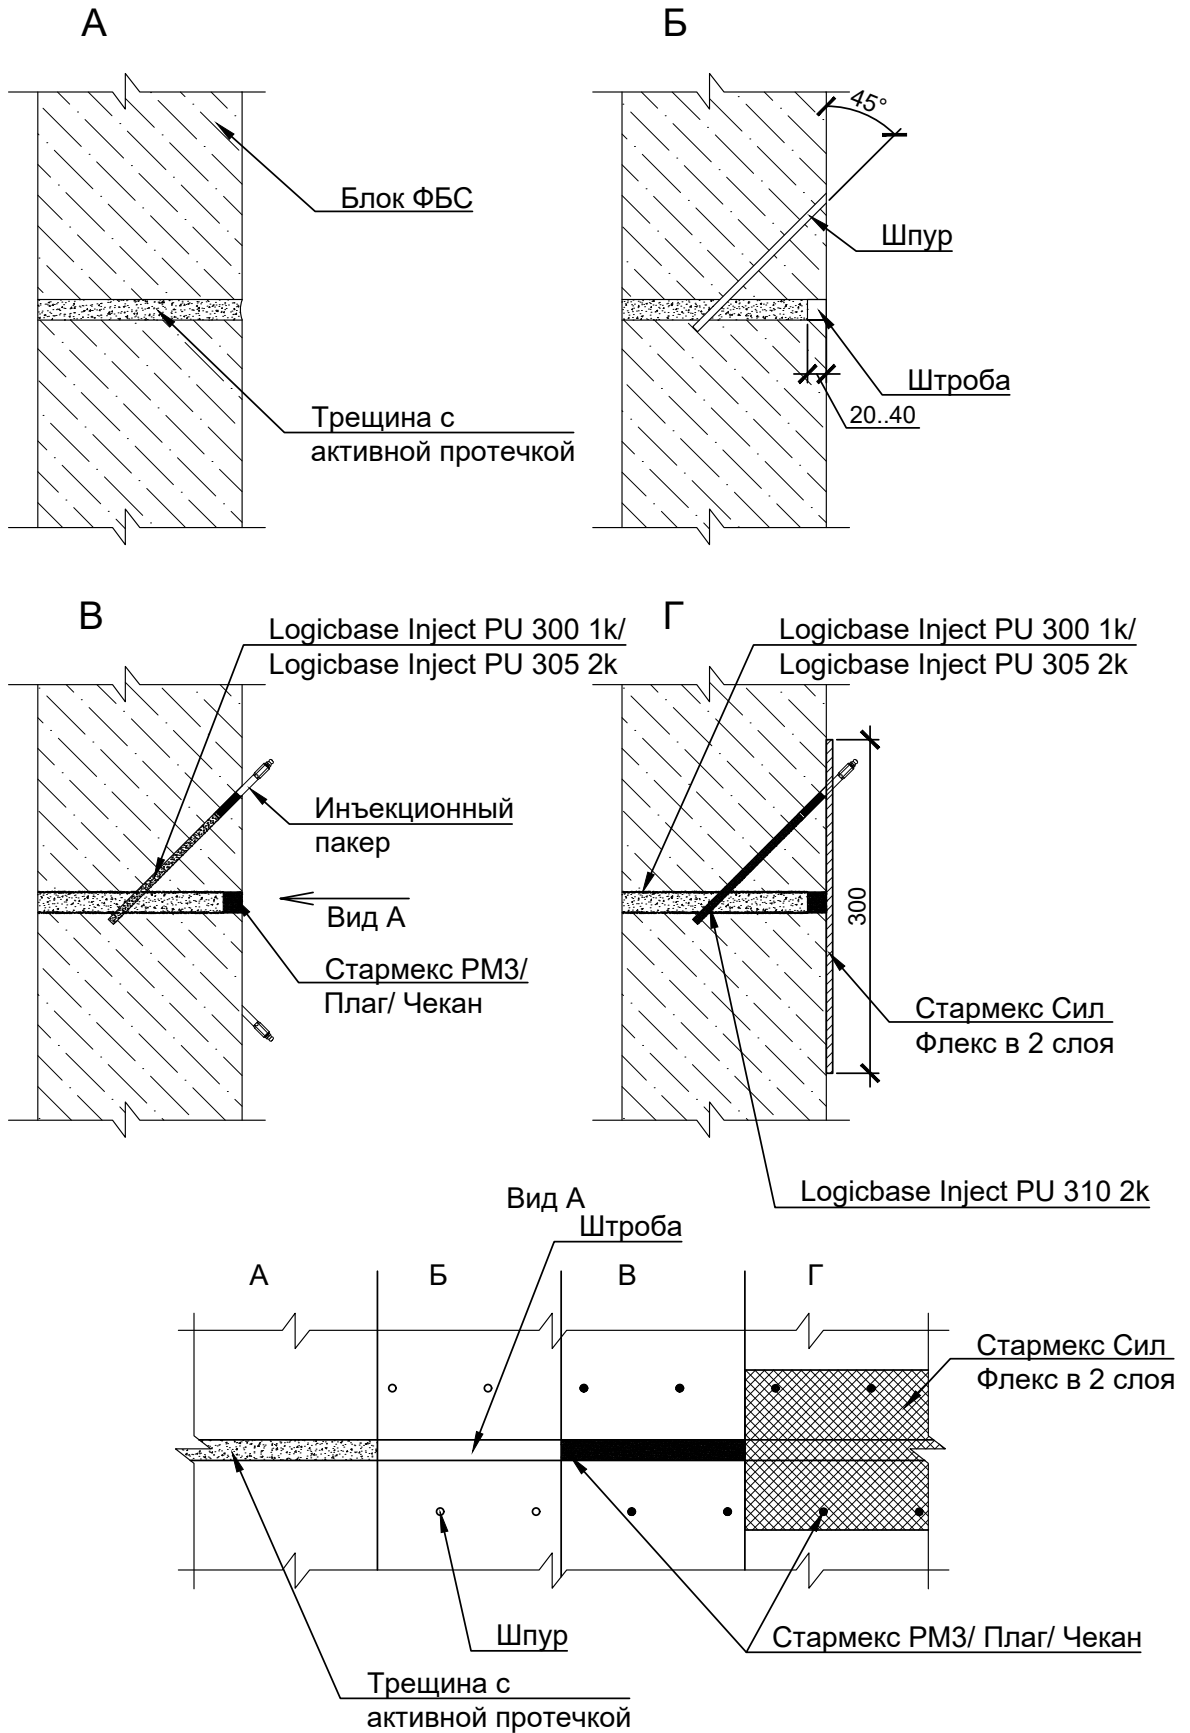 А
Б
45°
Блок ФБС
Шпур
Штроба
20..40
Трещина с
активной протечкой
В
Logicbase Inject PU 300 1k/
Logicbase Inject PU 305 2k
Инъекционный
пакер
Вид А
Стармекс РМ3/
Плаг/ Чекан
Г
Logicbase Inject PU 300 1k/
Logicbase Inject PU 305 2k
300
Стармекс Сил
Флекс в 2 слоя
Logicbase Inject PU 310 2k
Вид А
Штроба
А
Б
В
Г
Стармекс Сил
Флекс в 2 слоя
Шпур
Стармекс РМ3/ Плаг/ Чекан
Трещина с
активной протечкой